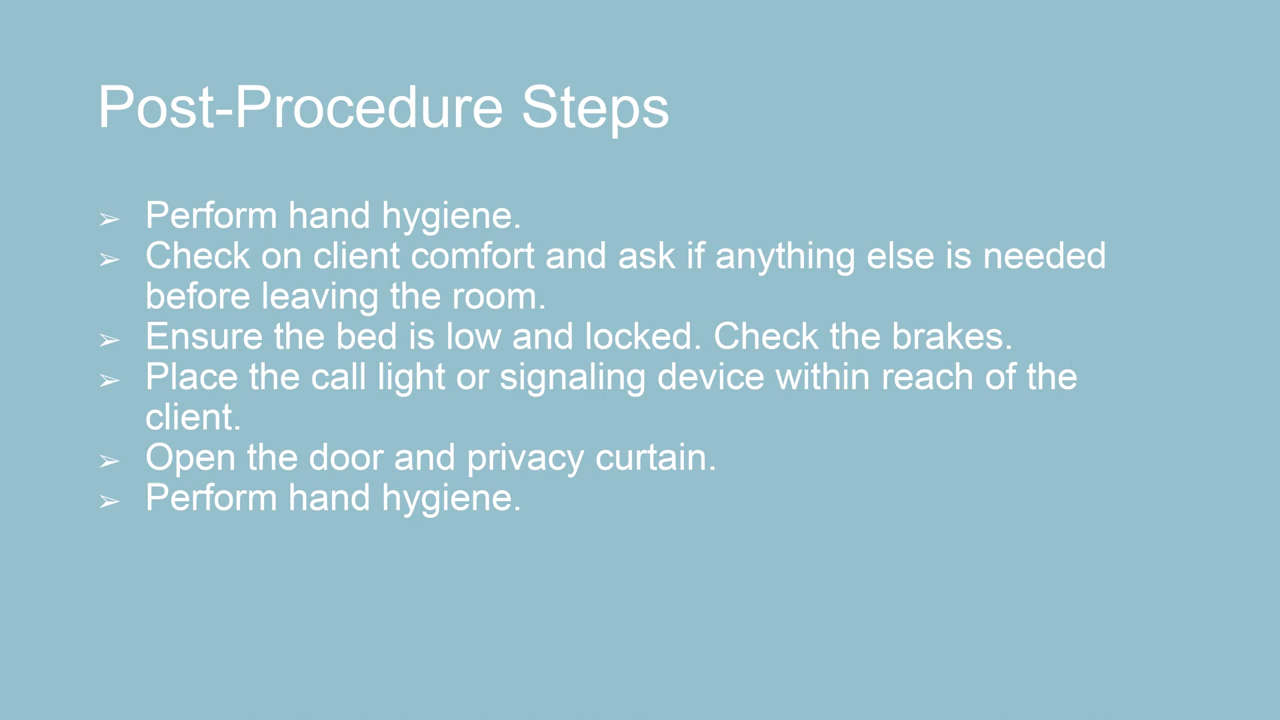 Post-Procedure Steps
➢ Perform hand hygiene.
➢ Check on client comfort and ask if anything else is needed
before leaving the room.
➢ Ensure the bed is low and locked. Check the brakes.
➢ Place the call light or signaling device within reach of the
client.
➢ Open the door and privacy curtain.
➢ Perform hand hygiene.